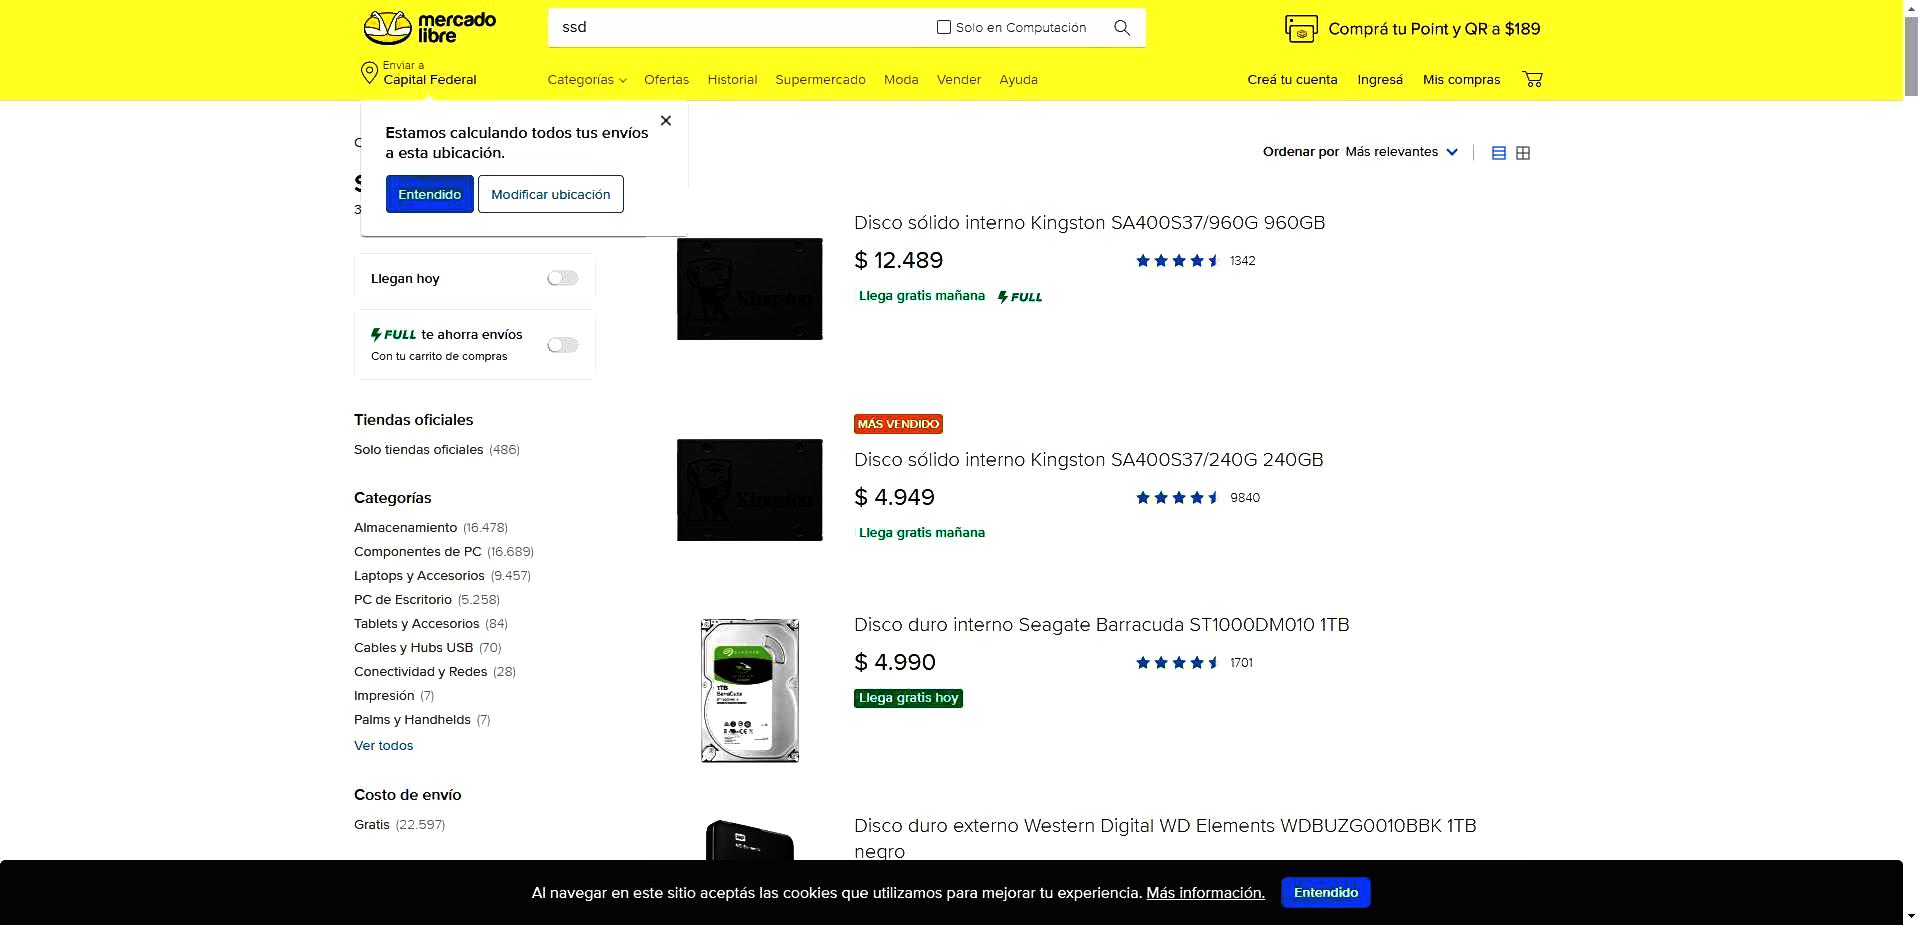 mercado
libre
ssd
Solo en Computación
Comprá tu Point y QR a $189
Enviar a
Capital Federal
Categorías
Ofertas
Historial
Supermercado
Moda
Vender
Ayuda
Creá tu cuenta
Ingresá
Mis compras
Estamos calculando todos tus envíos
a esta ubicación.
Entendido
Modificar ubicación
Ordenar por Más relevantes
Llegan hoy
FULL te ahorra envíos
Con tu carrito de compras
Tiendas oficiales
Solo tiendas oficiales (486)
Categorías
Almacenamiento (16.478)
Componentes de PC (16.689)
Laptops y Accesorios (9.457)
PC de Escritorio (5.258)
Tablets y Accesorios (84)
Cables y Hubs USB (70)
Conectividad y Redes (28)
Impresión (7)
Palms y Handhelds (7)
Ver todos
Costo de envío
Gratis (22.597)
Kingston
Disco sólido interno Kingston SA400S37/960G 960GB
$ 12.489
1342
Llega gratis mañana FULL
Kingston
MÁS VENDIDO
Disco sólido interno Kingston SA400S37/240G 240GB
$ 4.949
9840
Llega gratis mañana
1TB
BarraCuda
Disco duro interno Seagate Barracuda ST1000DM010 1TB
$ 4.990
1701
Llega gratis hoy
Disco duro externo Western Digital WD Elements WDBUZG0010BBK 1TB
negro
Al navegar en este sitio aceptás las cookies que utilizamos para mejorar tu experiencia. Más información.
Entendido